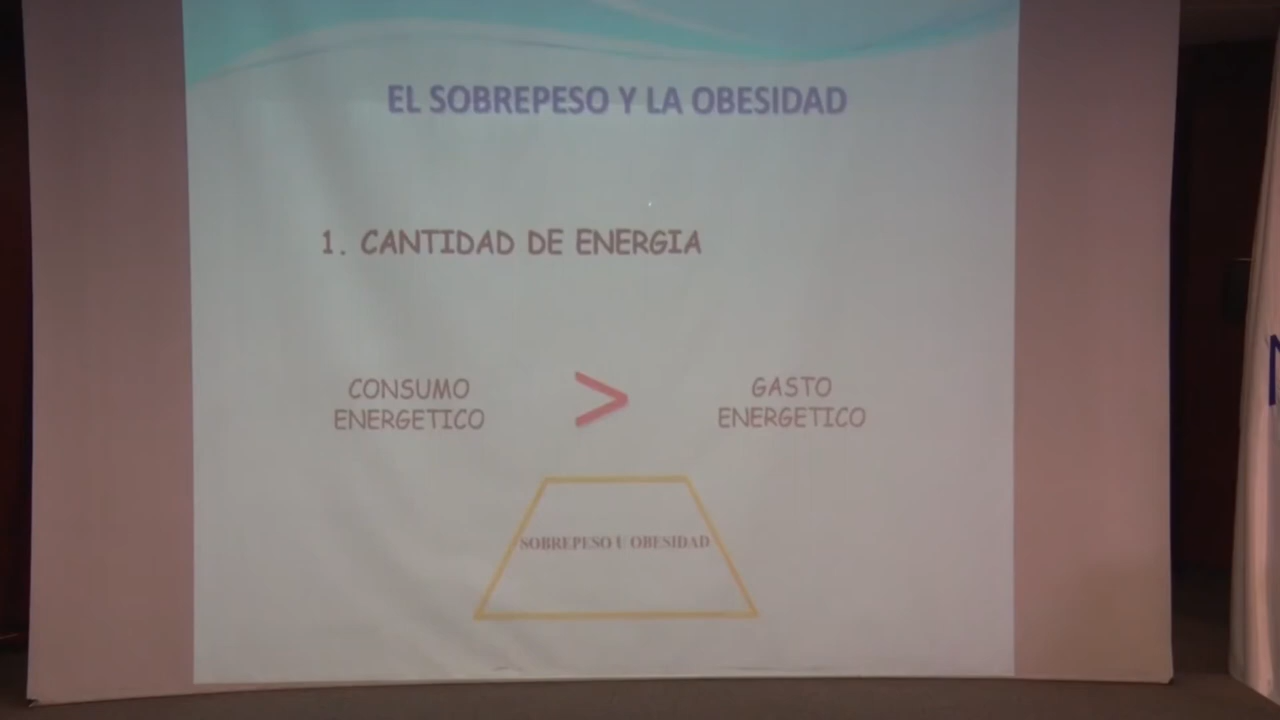 EL SOBREPESO Y LA OBESIDAD
1. CANTIDAD DE ENERGIA
CONSUMO
ENERGETICO
>
GASTO
ENERGETICO
SOBREPESO U OBESIDAD